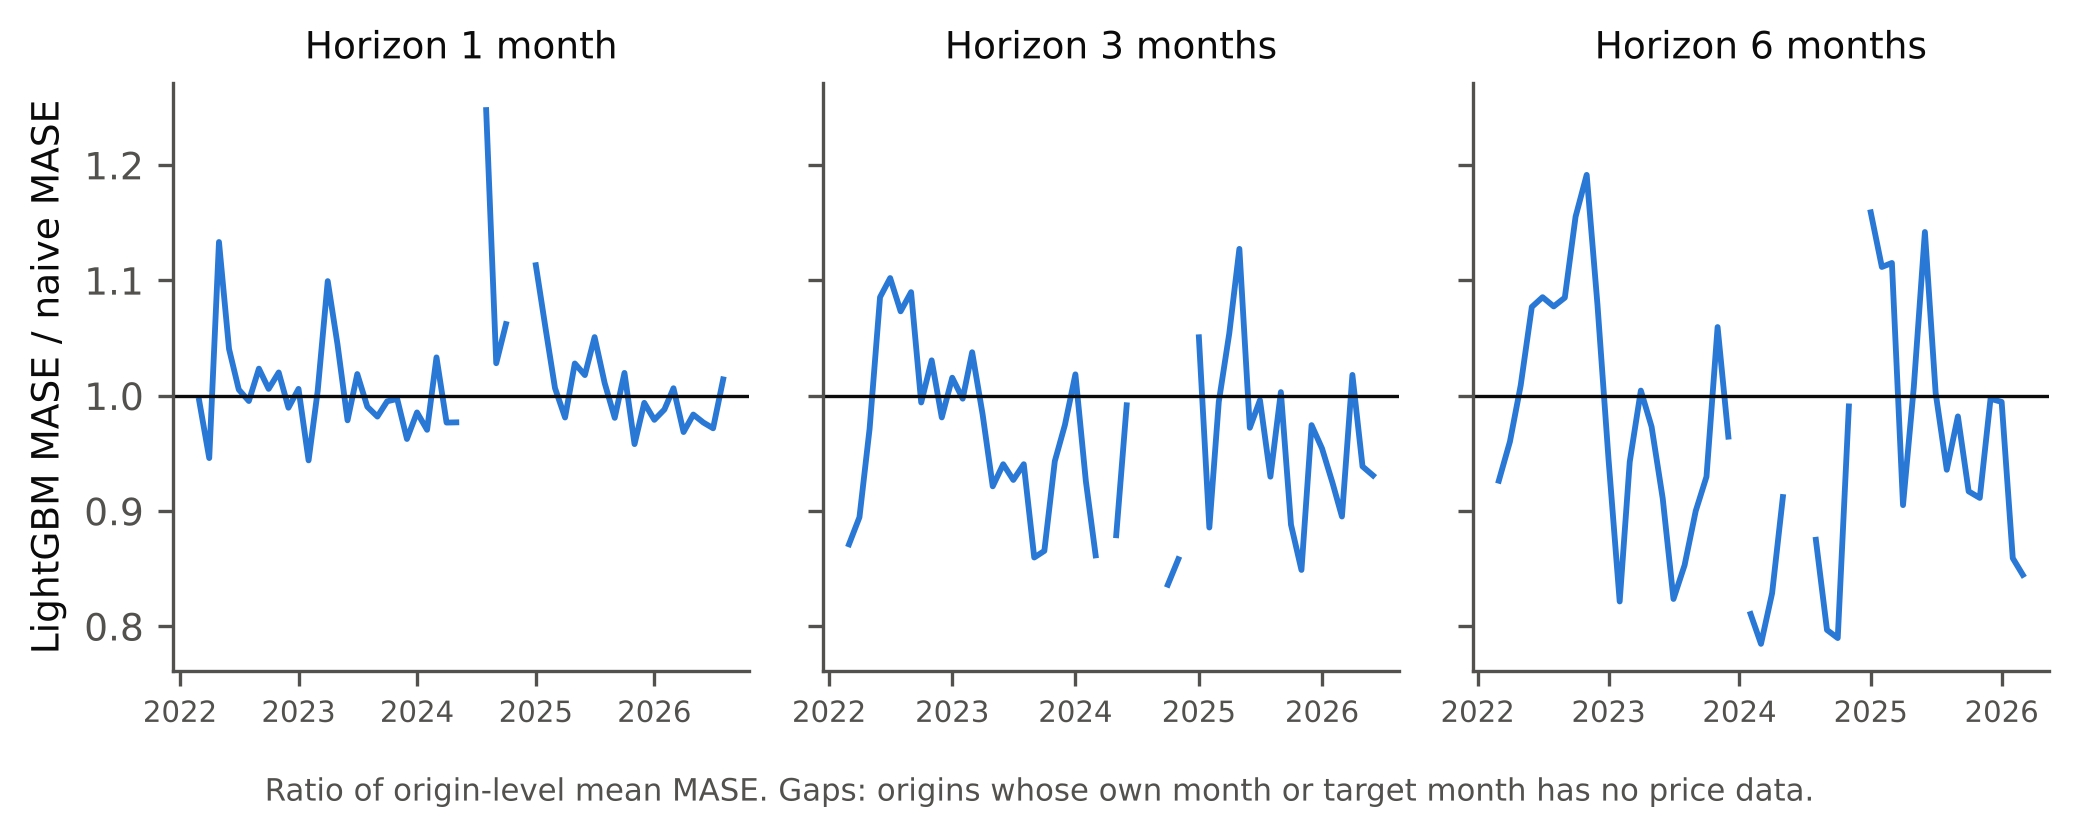 Horizon 1 month
Horizon 3 months
Horizon 6 months
LightGBM MASE / naive MASE
1.2
1.1
1.0
0.9
0.8
2022 2023 2024 2025 2026
2022 2023 2024 2025 2026
2022 2023 2024 2025 2026
Ratio of origin-level mean MASE. Gaps: origins whose own month or target month has no price data.